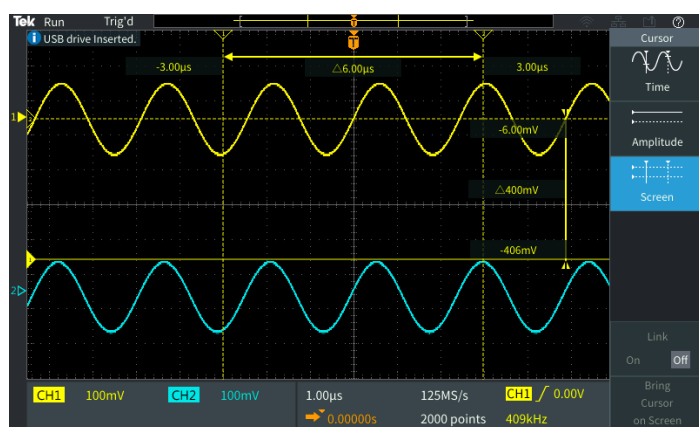 Tek Run Trig'd
USB drive Inserted.
-3.00µs △6.00µs 3.00µs
-6.00mV
△400mV
-406mV
1
2
Cursor
Time
Amplitude
Screen
Link
On Off
Bring
Cursor
on Screen
CH1 100mV CH2 100mV 1.00µs 125MS/s CH1 0.00V
0.00000s 2000 points 409kHz